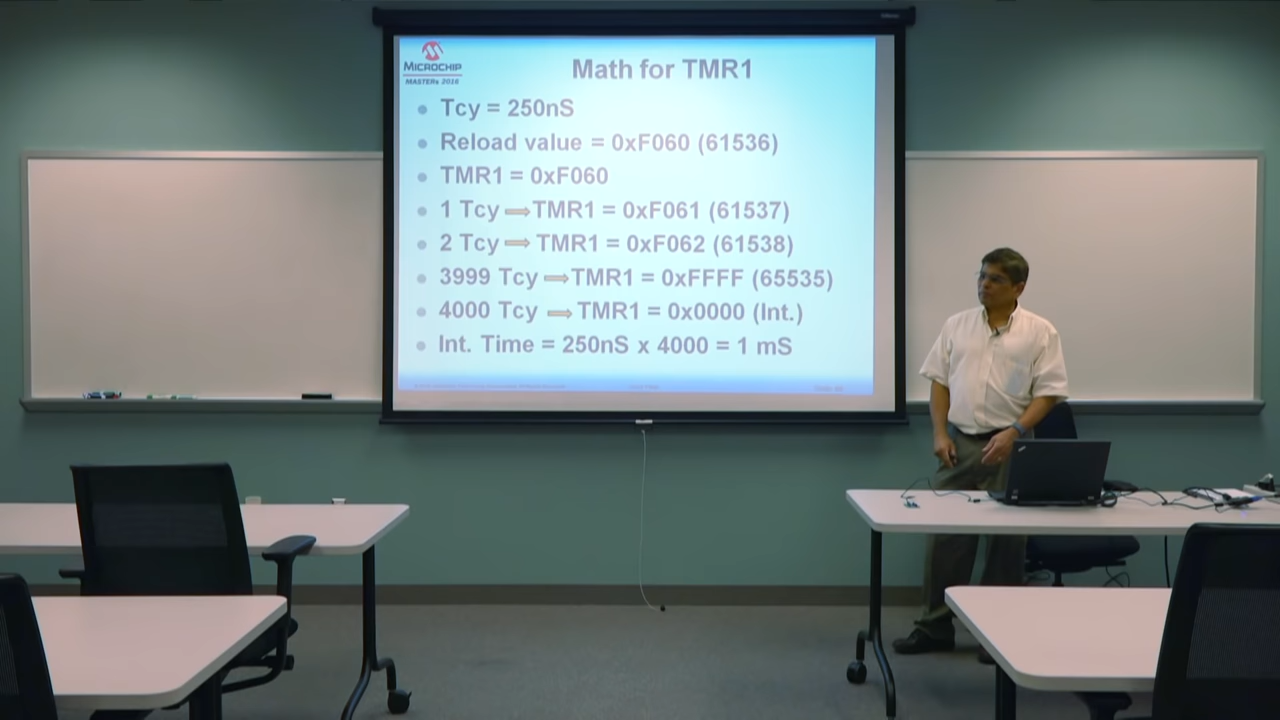 MICROCHIP
MASTERs 2016
Math for TMR1
Tcy = 250nS
Reload value = 0xF060 (61536)
TMR1 = 0xF060
1 Tcy ⇒ TMR1 = 0xF061 (61537)
2 Tcy ⇒ TMR1 = 0xF062 (61538)
3999 Tcy ⇒ TMR1 = 0xFFFF (65535)
4000 Tcy ⇒ TMR1 = 0x0000 (Int.)
Int. Time = 250nS x 4000 = 1 mS